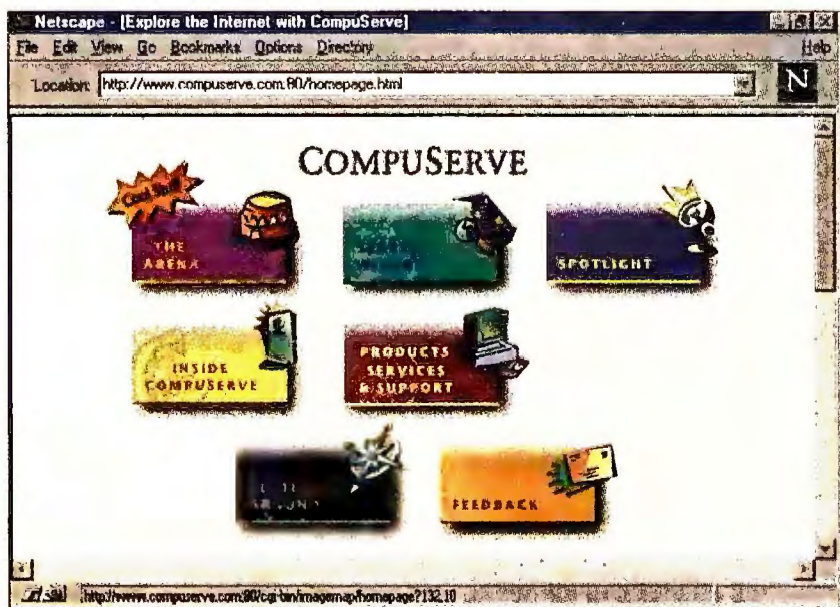 Netscape - [Explore the Internet with CompuServe]
File Edit View Go Bookmarks Options Directory Help
Location: http://www.compuserve.com:80/homepage.html
N
COMPUSERVE
Cool Stuff
THE
ARENA
SPOTLIGHT
INSIDE
COMPUSERVE
PRODUCTS
SERVICES
& SUPPORT
FEEDBACK
http://www.compuserve.com:80/cgi-bin/imagemap/homepage?132,10